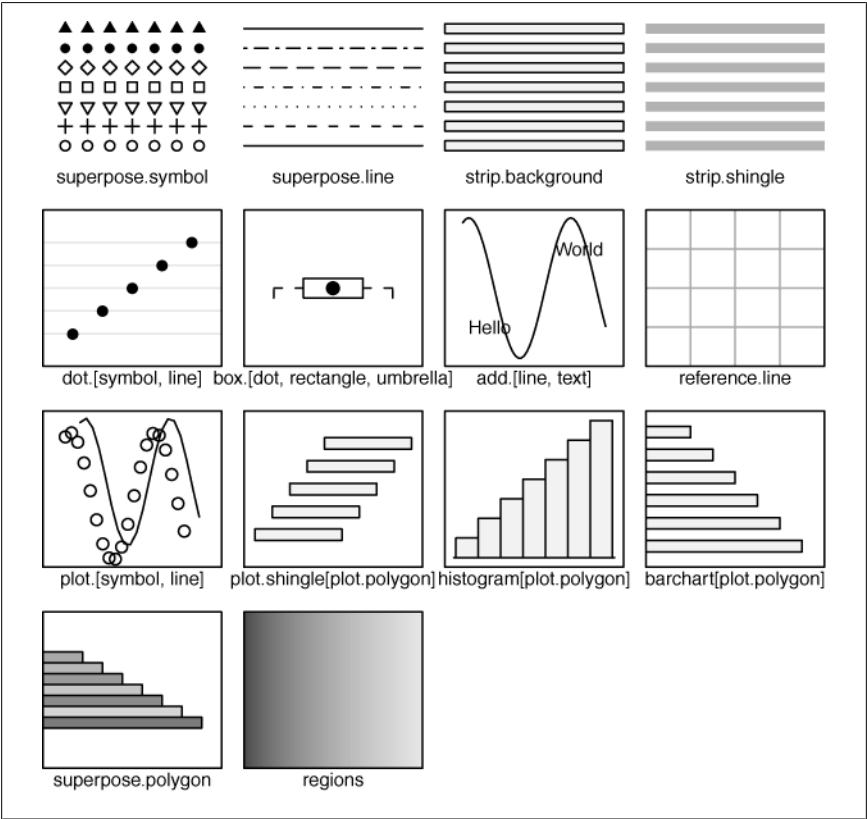 superpose.symbol
superpose.line
strip.background
strip.shingle
World
Hello
dot.[symbol, line]
box.[dot, rectangle, umbrella]
add.[line, text]
reference.line
plot.[symbol, line]
plot.shingle[plot.polygon]
histogram[plot.polygon]
barchart[plot.polygon]
superpose.polygon
regions